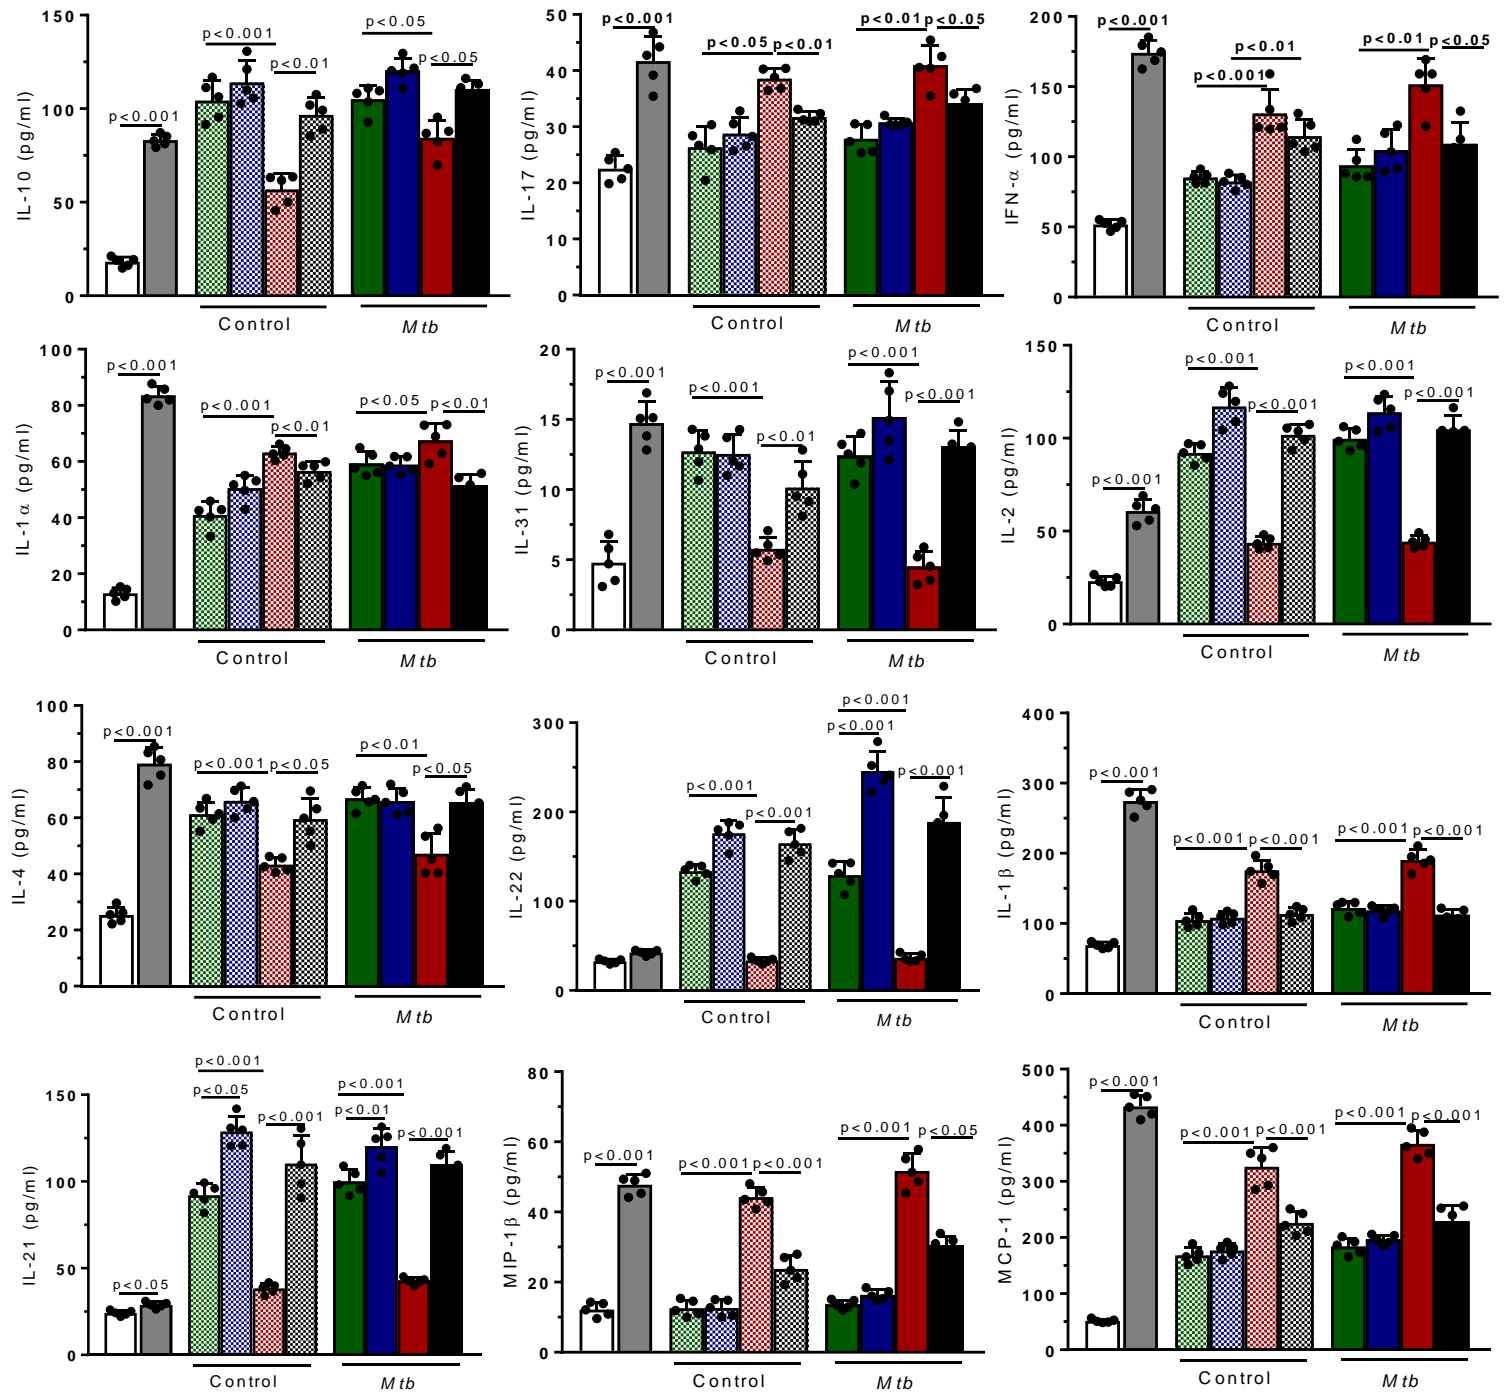 IL-10 (pg/ml)
150
100
50
0
p<0.001
p<0.001
p<0.01
p<0.05
p<0.05
Control
Mtb
IL-17 (pg/ml)
50
40
30
20
10
0
p<0.001
p<0.05
p<0.01
p<0.01
p<0.05
Control
Mtb
IFN-α (pg/ml)
200
150
100
50
0
p<0.001
p<0.01
p<0.001
p<0.01
p<0.05
Control
Mtb
IL-1α (pg/ml)
100
80
60
40
20
0
p<0.001
p<0.001
p<0.01
p<0.05
p<0.01
Control
Mtb
IL-31 (pg/ml)
20
15
10
5
0
p<0.001
p<0.001
p<0.01
p<0.001
p<0.001
Control
Mtb
IL-2 (pg/ml)
150
100
50
0
p<0.001
p<0.001
p<0.001
p<0.001
p<0.001
Control
Mtb
IL-4 (pg/ml)
100
80
60
40
20
0
p<0.001
p<0.001
p<0.05
p<0.01
p<0.05
Control
Mtb
IL-22 (pg/ml)
300
200
100
0
p<0.001
p<0.001
p<0.001
p<0.001
p<0.001
Control
Mtb
IL-1β (pg/ml)
400
300
200
100
0
p<0.001
p<0.001
p<0.001
p<0.001
p<0.001
Control
Mtb
IL-21 (pg/ml)
150
100
50
0
p<0.05
p<0.001
p<0.05
p<0.001
p<0.001
p<0.01
p<0.001
Control
Mtb
MIP-1β (pg/ml)
80
60
40
20
0
p<0.001
p<0.001
p<0.001
p<0.001
p<0.05
Control
Mtb
MCP-1 (pg/ml)
500
400
300
200
100
0
p<0.001
p<0.001
p<0.001
p<0.001
p<0.001
Control
Mtb